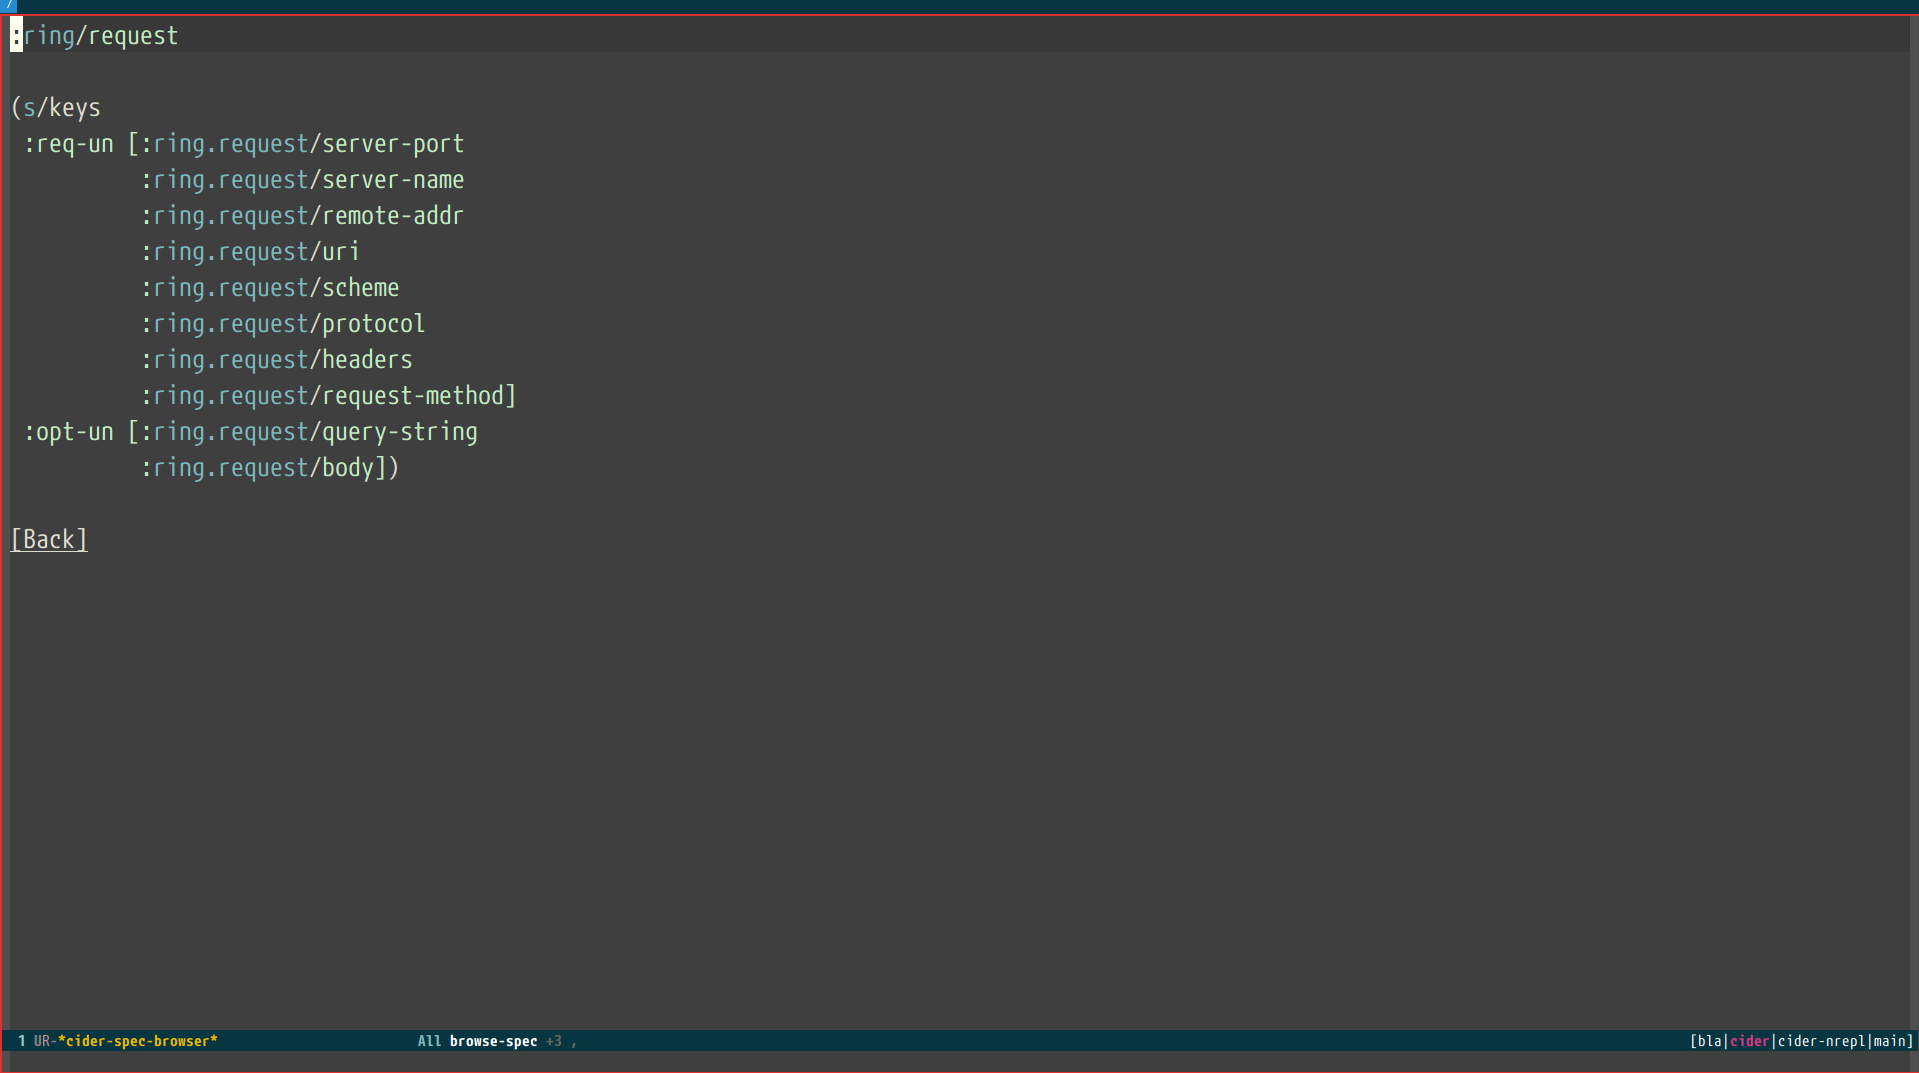 7
:ring/request
(s/keys
:req-un [:ring.request/server-port
:ring.request/server-name
:ring.request/remote-addr
:ring.request/uri
:ring.request/scheme
:ring.request/protocol
:ring.request/headers
:ring.request/request-method]
:opt-un [:ring.request/query-string
:ring.request/body])
[Back]
1 UR-*cider-spec-browser* All browse-spec +3 , [bla|cider|cider-nrepl|main]